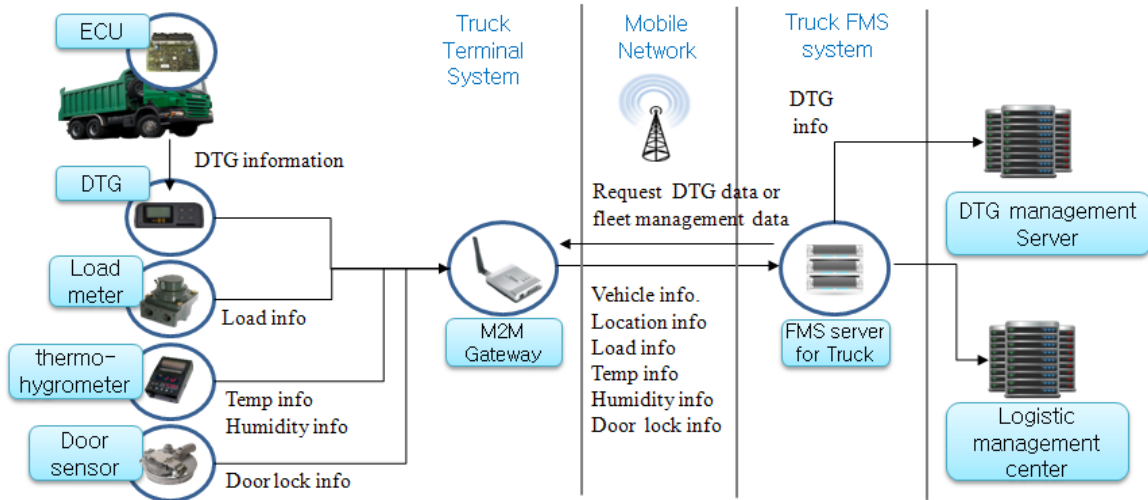 ECU
Truck
Terminal
System
Mobile
Network
Truck FMS
system
DTG
info
DTG information
DTG
Request DTG data or
fleet management data
DTG management
Server
Load
meter
Load info
M2M
Gateway
Vehicle info.
Location info
Load info
Temp info
Humidity info
Door lock info
FMS server
for Truck
thermo-
hygrometer
Temp info
Humidity info
Door
sensor
Door lock info
Logistic
management
center